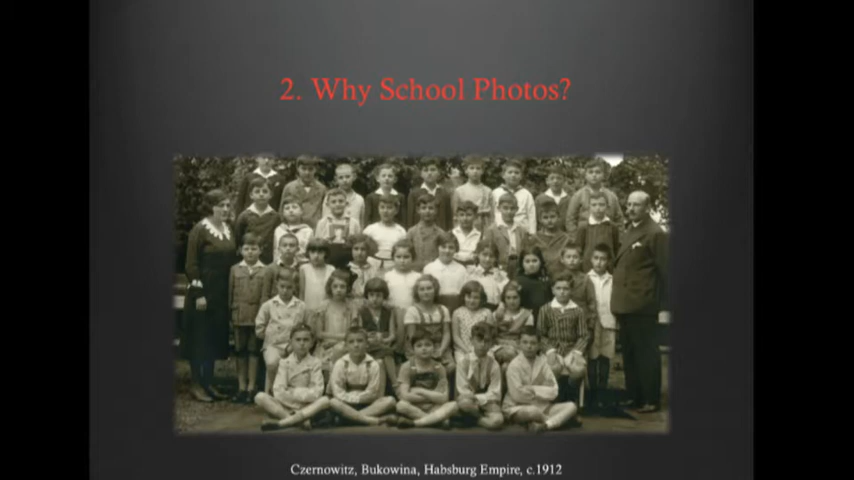 2. Why School Photos?
Czernowitz, Bukowina, Habsburg Empire, c.1912